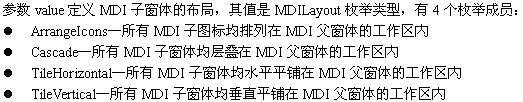 参数 value 定义 MDI 子窗体的布局，其值是 MDILayout 枚举类型，有 4 个枚举成员：
● ArrangeIcons—所有 MDI 子图标均排列在 MDI 父窗体的工作区内
● Cascade—所有 MDI 子窗体均层叠在 MDI 父窗体的工作区内
● TileHorizontal—所有 MDI 子窗体均水平平铺在 MDI 父窗体的工作区内
● TileVertical—所有 MDI 子窗体均垂直平铺在 MDI 父窗体的工作区内